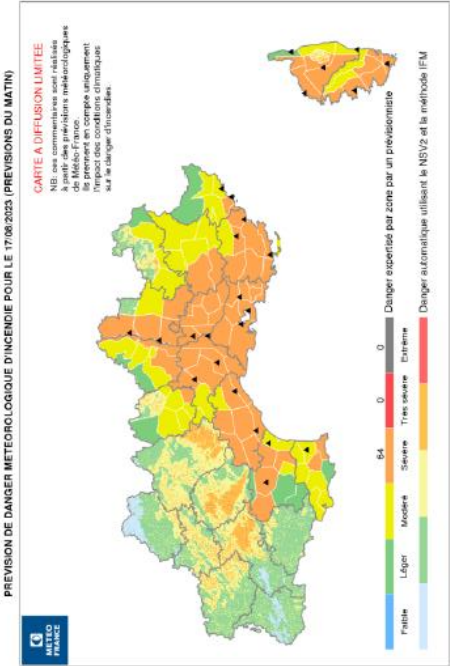 PREVISION DE DANGER METEOROLOGIQUE D'INCENDIE POUR LE 17/08/2023 (PREVISIONS DU MATIN)
METEO
FRANCE
CARTE A DIFFUSION LIMITEE
NB: ces commentaires sont réalisés
à partir des prévisions météorologiques
de Météo-France.
Ils prennent en compte uniquement
l'impact des conditions climatiques
sur le danger d'incendies.
64 0 0
Danger expertisé par zone par un prévisionniste
Faible Léger Modéré Sévère Très sévère Extrême
Danger automatique utilisant le NSV2 et la méthode IFM